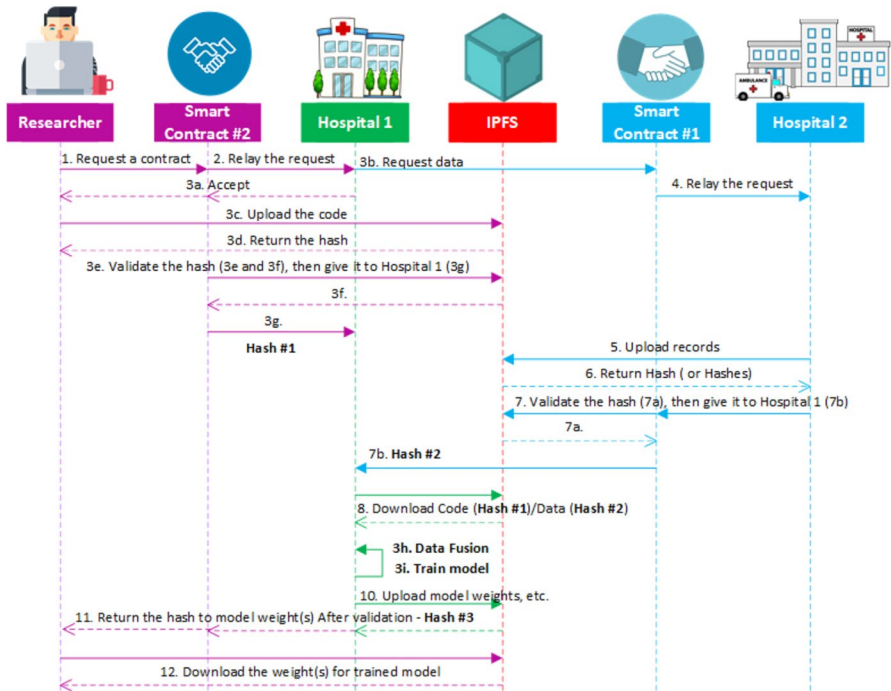 HOSPITAL
AMBULANCE
Researcher
Smart
Contract #2
Hospital 1
IPFS
Smart
Contract #1
Hospital 2
1. Request a contract
2. Relay the request
3b. Request data
3a. Accept
4. Relay the request
3c. Upload the code
3d. Return the hash
3e. Validate the hash (3e and 3f), then give it to Hospital 1 (3g)
3f.
3g.
Hash #1
5. Upload records
6. Return Hash ( or Hashes)
7. Validate the hash (7a), then give it to Hospital 1 (7b)
7a.
7b. Hash #2
8. Download Code (Hash #1)/Data (Hash #2)
3h. Data Fusion
3i. Train model
10. Upload model weights, etc.
11. Return the hash to model weight(s) After validation - Hash #3
12. Download the weight(s) for trained model